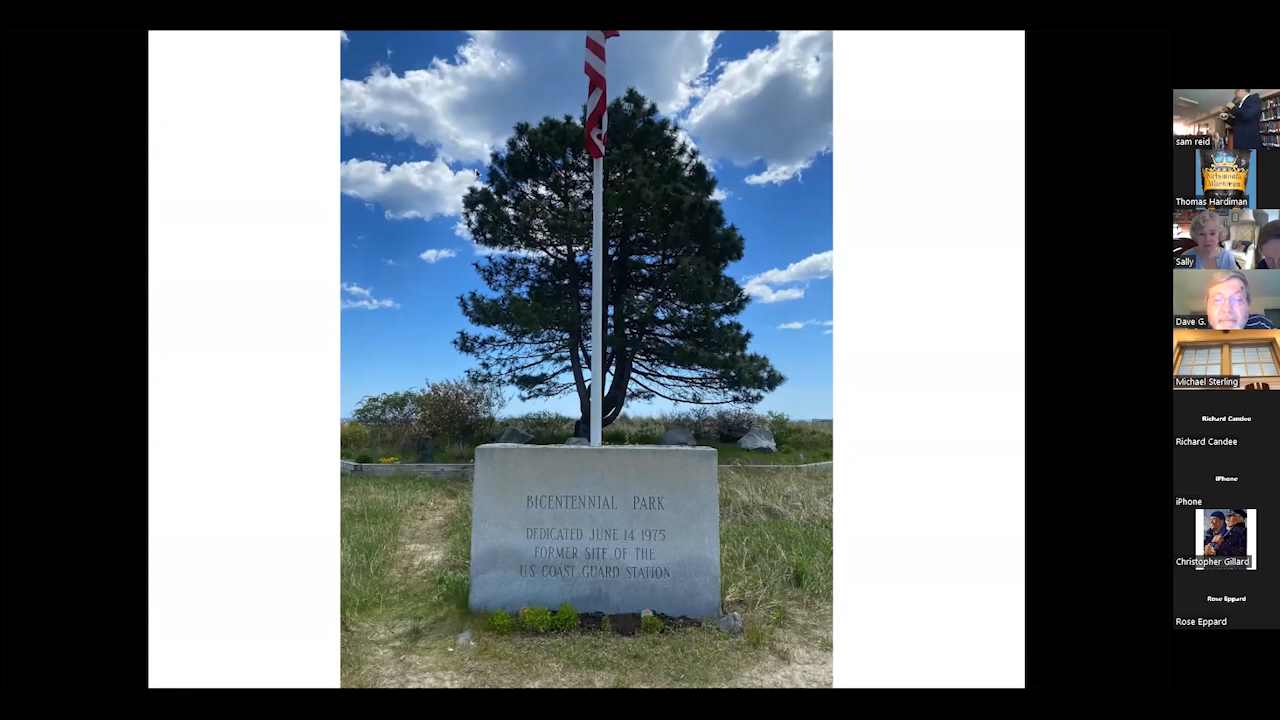 BICENTENNIAL PARK
DEDICATED JUNE 14 1975
FORMER SITE OF THE
U.S. COAST GUARD STATION
sam reid
Thomas Hardiman
Sally
Dave G.
Michael Sterling
Richard Candee
Richard Candee
iPhone
iPhone
Christopher Gillard
Rose Eppard
Rose Eppard